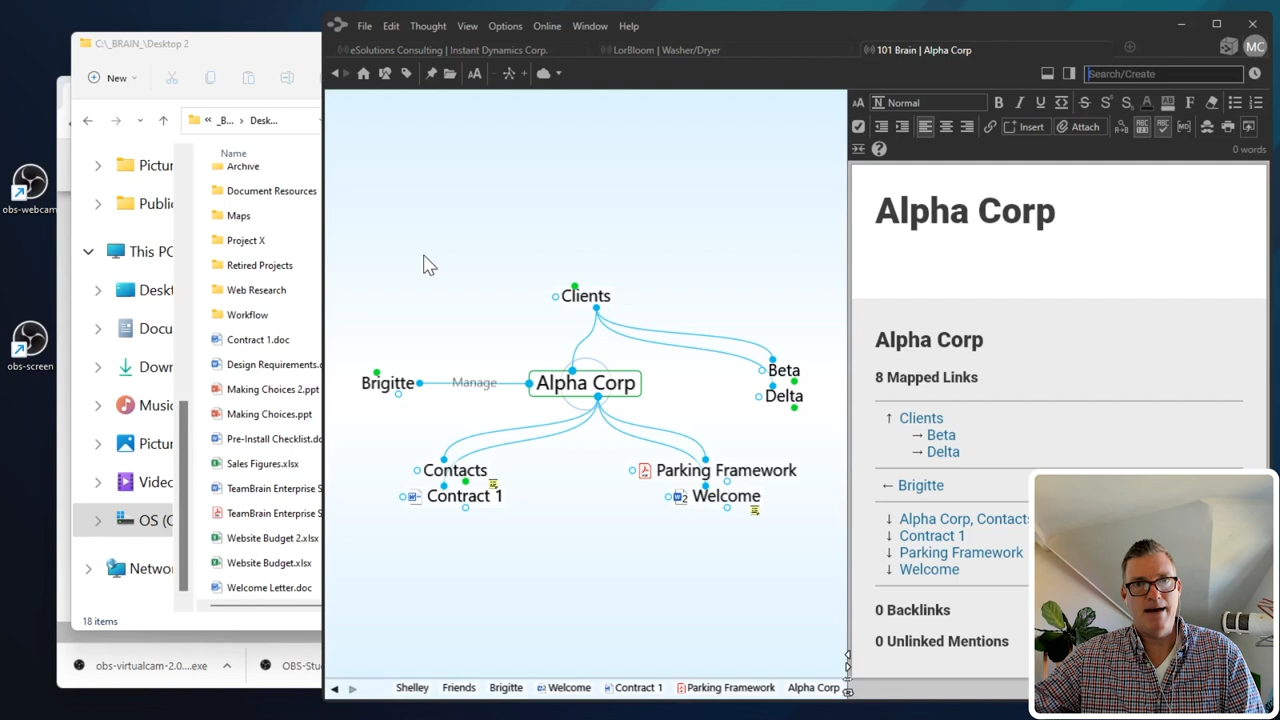 C:\_BRAIN_\Desktop 2
New
_B...
Desk...
Name
Pictur
Public
This PC
Deskt
Docu
Down
Music
Pictur
Video
OS (C
Netwo
Archive
Document Resources
Maps
Project X
Retired Projects
Web Research
Workflow
Contract 1.doc
Design Requirements.d
Making Choices 2.ppt
Making Choices.ppt
Pre-Install Checklist.do
Sales Figures.xlsx
TeamBrain Enterprise S
TeamBrain Enterprise S
Website Budget 2.xlsx
Website Budget.xlsx
Welcome Letter.doc
18 items
obs-webcam
obs-screen
obs-virtualcam-2.0....exe
OBS-Stu
File Edit Thought View Options Online Window Help
eSolutions Consulting | Instant Dynamics Corp.
LorBloom | Washer/Dryer
101 Brain | Alpha Corp
MC
Search/Create
Normal
Insert
Attach
0 words
Clients
Brigitte
Manage
Alpha Corp
Beta
Delta
Contacts
Contract 1
Parking Framework
Welcome
Shelley
Friends
Brigitte
Welcome
Contract 1
Parking Framework
Alpha Corp
Alpha Corp
Alpha Corp
8 Mapped Links
↑ Clients
→ Beta
→ Delta
← Brigitte
↓ Alpha Corp, Contacts
↓ Contract 1
↓ Parking Framework
↓ Welcome
0 Backlinks
0 Unlinked Mentions